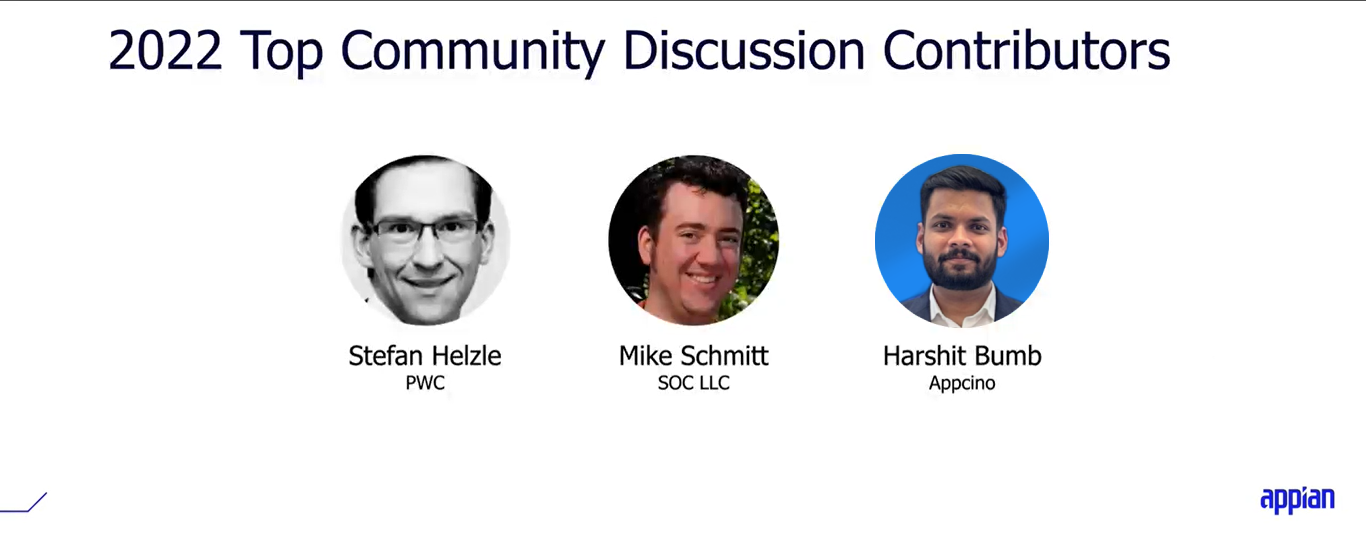 2022 Top Community Discussion Contributors
Stefan Helzle
PWC
Mike Schmitt
SOC LLC
Harshit Bumb
Appcino
appian